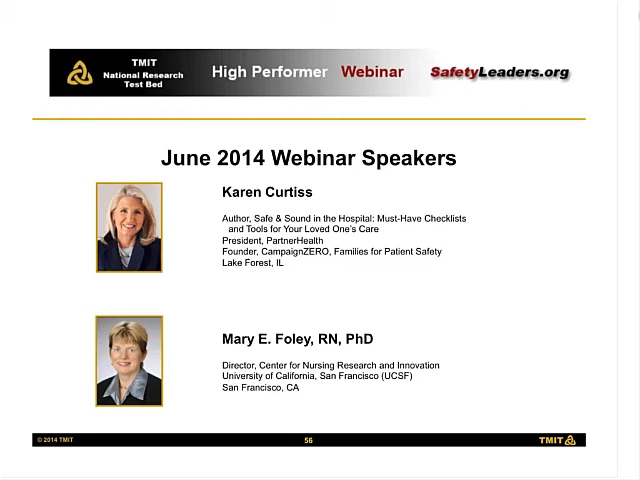 TMIT
National Research
Test Bed
High Performer Webinar
SafetyLeaders.org
June 2014 Webinar Speakers
Karen Curtiss
Author, Safe & Sound in the Hospital: Must-Have Checklists
and Tools for Your Loved One's Care
President, PartnerHealth
Founder, CampaignZERO, Families for Patient Safety
Lake Forest, IL
Mary E. Foley, RN, PhD
Director, Center for Nursing Research and Innovation
University of California, San Francisco (UCSF)
San Francisco, CA
© 2014 TMIT
56
TMIT